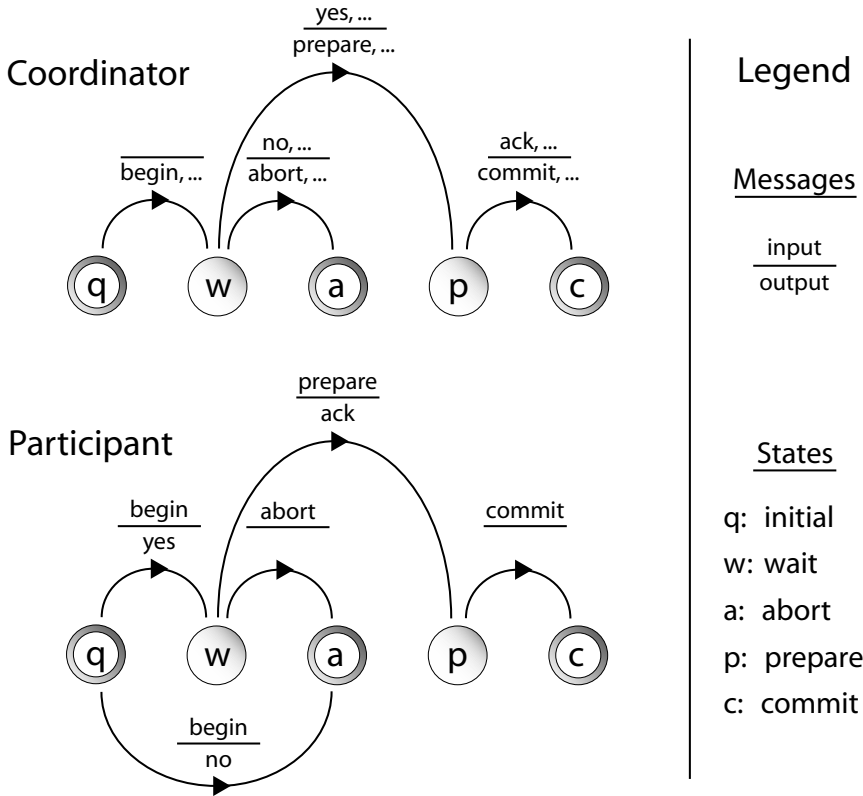 Coordinator
yes, ...
prepare, ...
begin, ...
no, ...
abort, ...
ack, ...
commit, ...
q
w
a
p
c
Participant
prepare
ack
begin
yes
abort
commit
q
w
a
p
c
begin
no
Legend
Messages
input
output
States
q: initial
w: wait
a: abort
p: prepare
c: commit